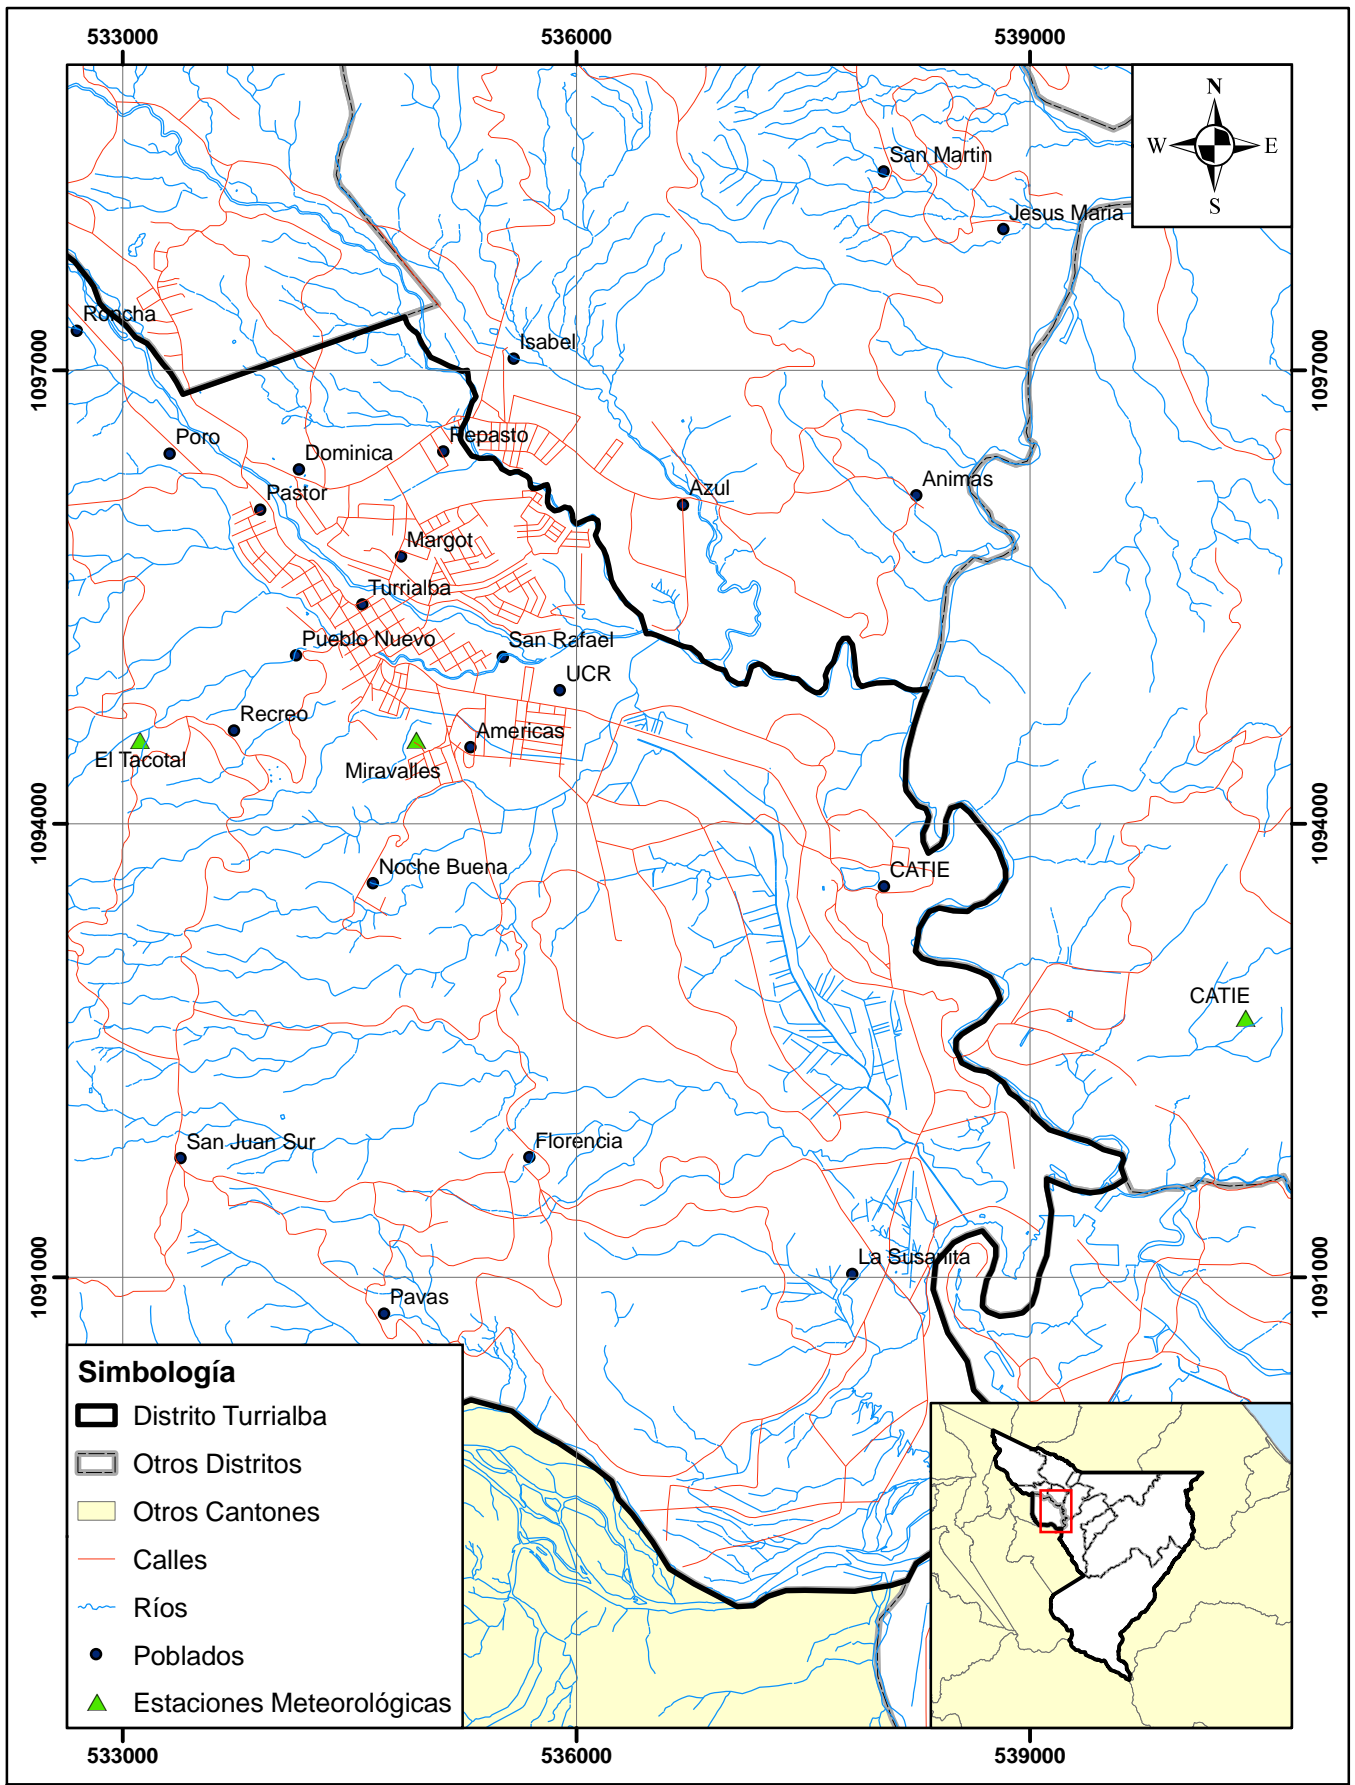 533000
536000
539000
N
W
E
S
San Martin
Jesus Maria
Roncha
Isabel
1097000
1097000
Poro
Repasto
Dominica
Pastor
Azul
Animas
Margot
Turrialba
Pueblo Nuevo
San Rafael
UCR
Recreo
Americas
El Tacotal
Miravalles
1094000
1094000
Noche Buena
CATIE
CATIE
San Juan Sur
Florencia
La Susanita
1091000
1091000
Pavas
Simbología
Distrito Turrialba
Otros Distritos
Otros Cantones
Calles
Ríos
Poblados
Estaciones Meteorológicas
533000
536000
539000